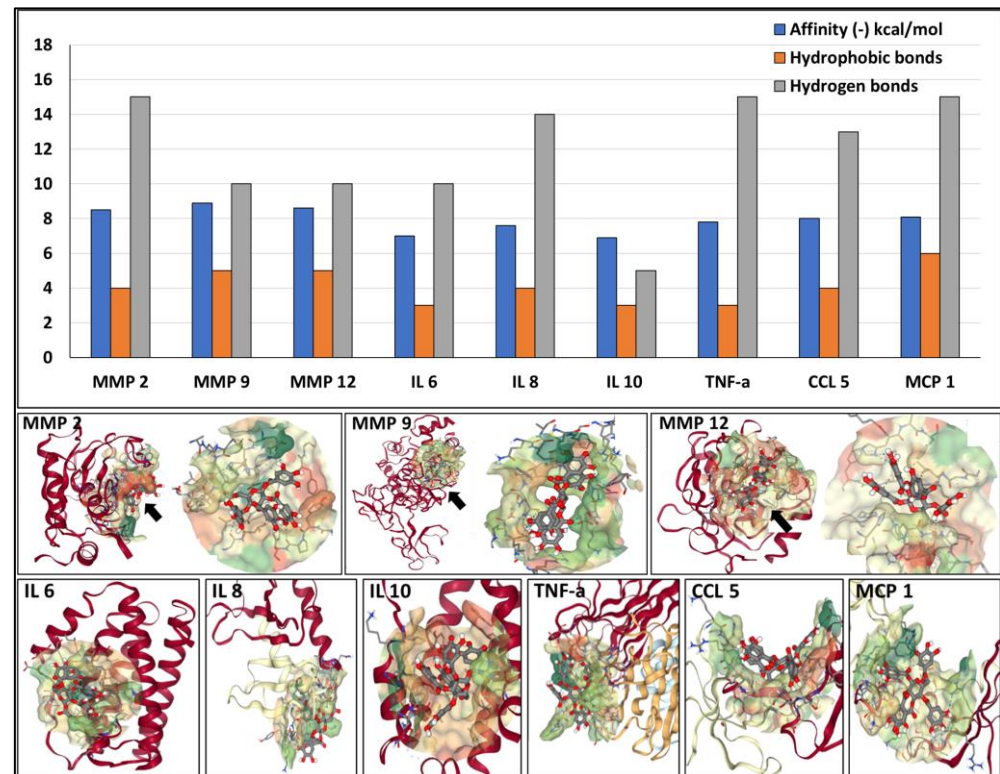 Affinity (-) kcal/mol
Hydrophobic bonds
Hydrogen bonds
18
16
14
12
10
8
6
4
2
0
MMP 2 MMP 9 MMP 12 IL 6 IL 8 IL 10 TNF-a CCL 5 MCP 1
MMP 2 MMP 9 MMP 12
IL 6 IL 8 IL 10 TNF-a CCL 5 MCP 1